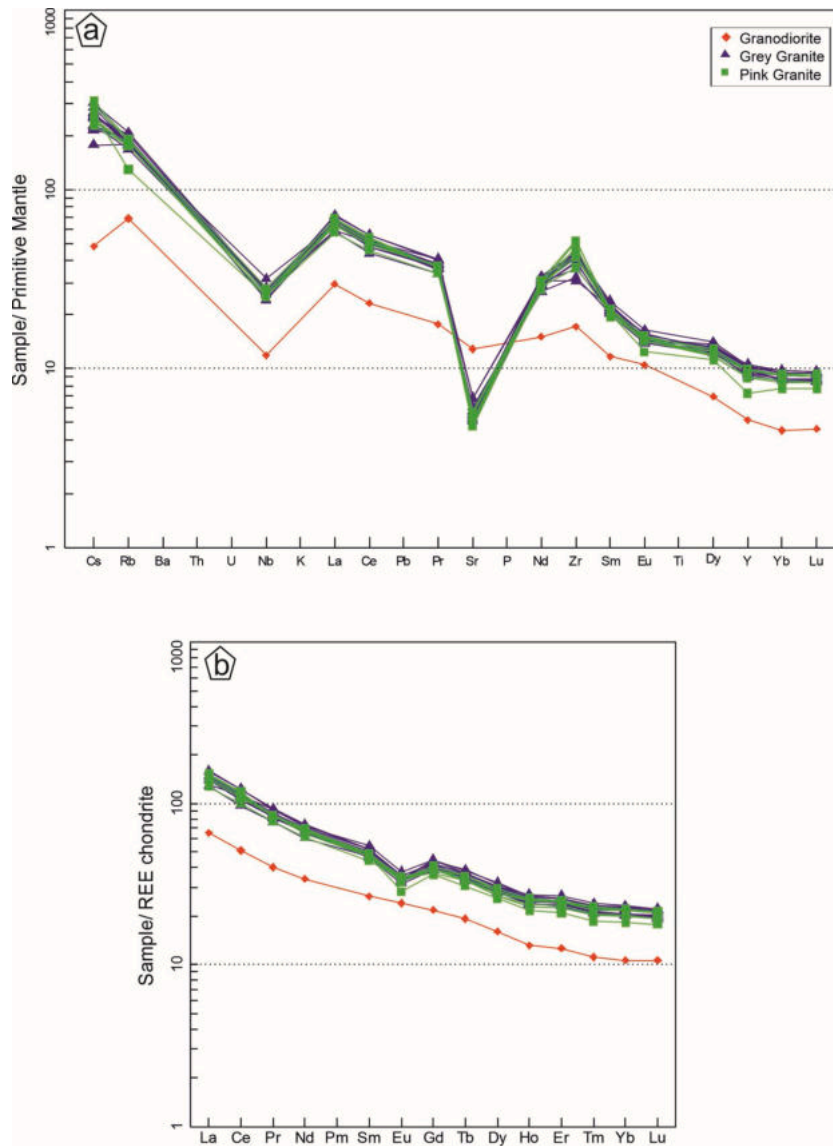 a
Granodiorite
Grey Granite
Pink Granite
1000
100
10
1
Sample/ Primitive Mantle
Cs Rb Ba Th U Nb K La Ce Pb Pr Sr P Nd Zr Sm Eu Ti Dy Y Yb Lu
b
1000
100
10
1
Sample/ REE chondrite
La Ce Pr Nd Pm Sm Eu Gd Tb Dy Ho Er Tm Yb Lu